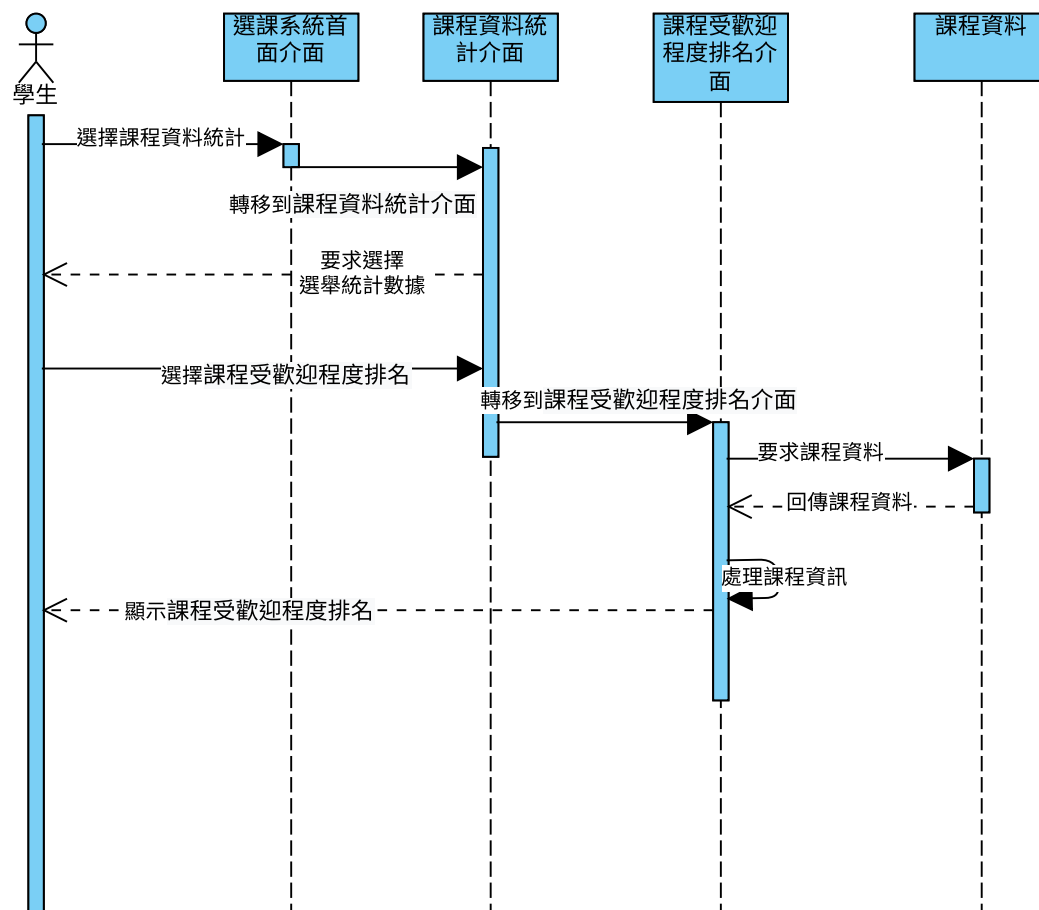 選課系統首
面介面
課程資料統
計介面
課程受歡迎
程度排名介
面
課程資料
學生
選擇課程資料統計
轉移到課程資料統計介面
要求選擇
選舉統計數據
選擇課程受歡迎程度排名
轉移到課程受歡迎程度排名介面
要求課程資料
回傳課程資料
處理課程資訊
顯示課程受歡迎程度排名